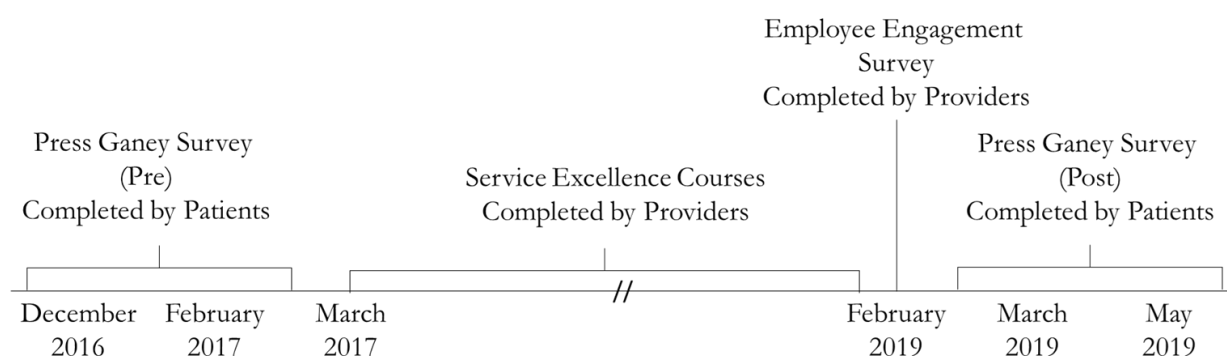 Employee Engagement
Survey
Completed by Providers
Press Ganey Survey
(Pre)
Completed by Patients
Service Excellence Courses
Completed by Providers
Press Ganey Survey
(Post)
Completed by Patients
//
December
2016
February
2017
March
2017
February
2019
March
2019
May
2019